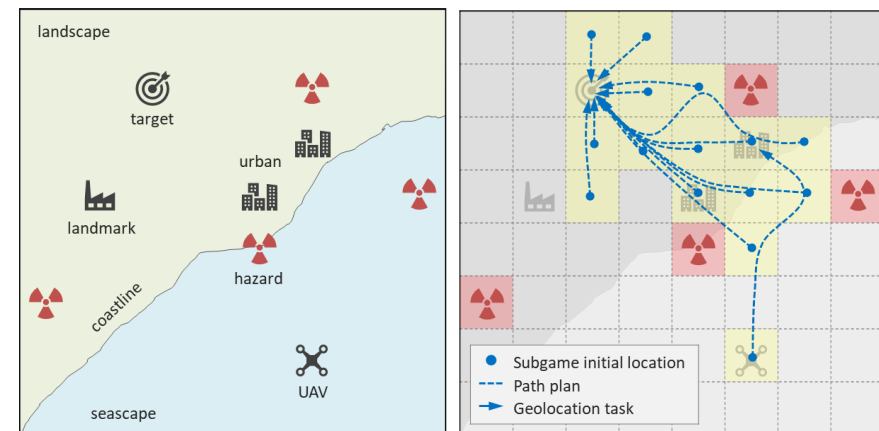 landscape
target
urban
landmark
hazard
coastline
UAV
seascape
Subgame initial location
Path plan
Geolocation task